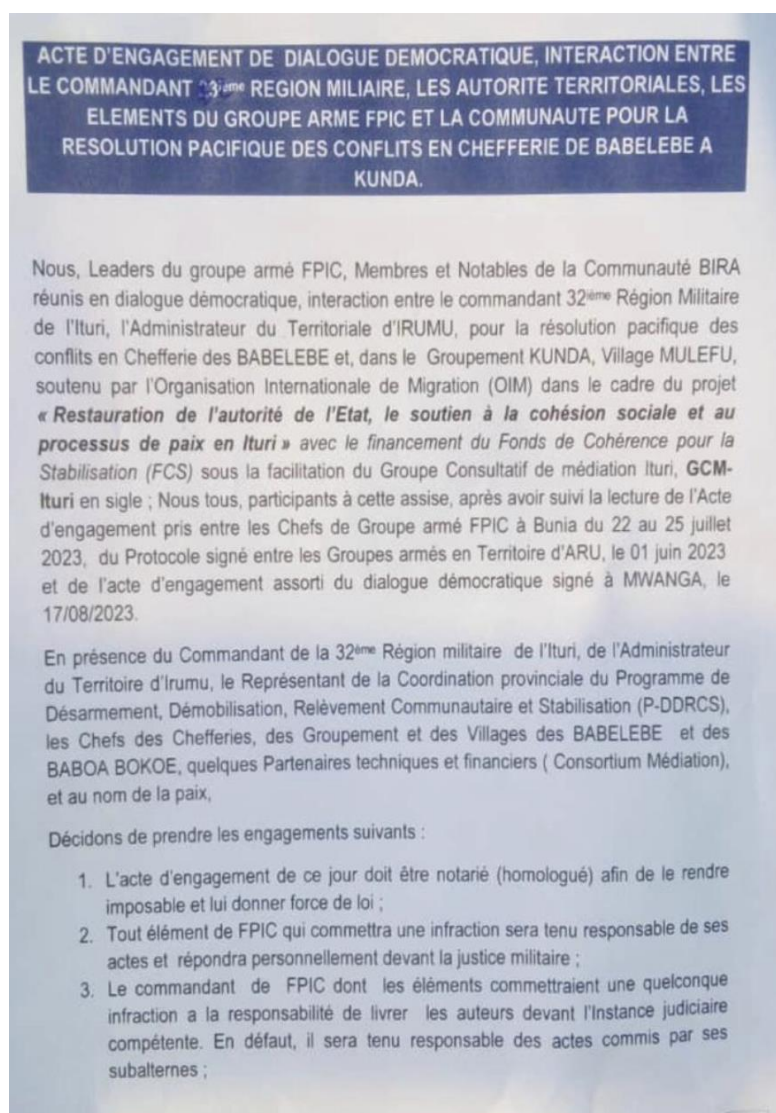 ACTE D'ENGAGEMENT DE DIALOGUE DEMOCRATIQUE, INTERACTION ENTRE
LE COMMANDANT 3ième REGION MILIAIRE, LES AUTORITE TERRITORIALES, LES
ELEMENTS DU GROUPE ARME FPIC ET LA COMMUNAUTE POUR LA
RESOLUTION PACIFIQUE DES CONFLITS EN CHEFFERIE DE BABELEBE A
KUNDA.
Nous, Leaders du groupe armé FPIC, Membres et Notables de la Communauté BIRA
réunis en dialogue démocratique, interaction entre le commandant 32ième Région Militaire
de l'Ituri, l'Administrateur du Territoriale d'IRUMU, pour la résolution pacifique des
conflits en Chefferie des BABELEBE et, dans le Groupement KUNDA, Village MULEFU,
soutenu par l'Organisation Internationale de Migration (OIM) dans le cadre du projet
« Restauration de l'autorité de l'Etat, le soutien à la cohésion sociale et au
processus de paix en Ituri » avec le financement du Fonds de Cohérence pour la
Stabilisation (FCS) sous la facilitation du Groupe Consultatif de médiation Ituri, GCM-
Ituri en sigle ; Nous tous, participants à cette assise, après avoir suivi la lecture de l'Acte
d'engagement pris entre les Chefs de Groupe armé FPIC à Bunia du 22 au 25 juillet
2023, du Protocole signé entre les Groupes armés en Territoire d'ARU, le 01 juin 2023
et de l'acte d'engagement assorti du dialogue démocratique signé à MWANGA, le
17/08/2023.
En présence du Commandant de la 32ème Région militaire de l'Ituri, de l'Administrateur
du Territoire d'Irumu, le Représentant de la Coordination provinciale du Programme de
Désarmement, Démobilisation, Relèvement Communautaire et Stabilisation (P-DDRCS),
les Chefs des Chefferies, des Groupement et des Villages des BABELEBE et des
BABOA BOKOE, quelques Partenaires techniques et financiers ( Consortium Médiation),
et au nom de la paix,
Décidons de prendre les engagements suivants :
1. L'acte d'engagement de ce jour doit être notarié (homologué) afin de le rendre
imposable et lui donner force de loi ;
2. Tout élément de FPIC qui commettra une infraction sera tenu responsable de ses
actes et répondra personnellement devant la justice militaire ;
3. Le commandant de FPIC dont les éléments commettraient une quelconque
infraction a la responsabilité de livrer les auteurs devant l'Instance judiciaire
compétente. En défaut, il sera tenu responsable des actes commis par ses
subalternes ;